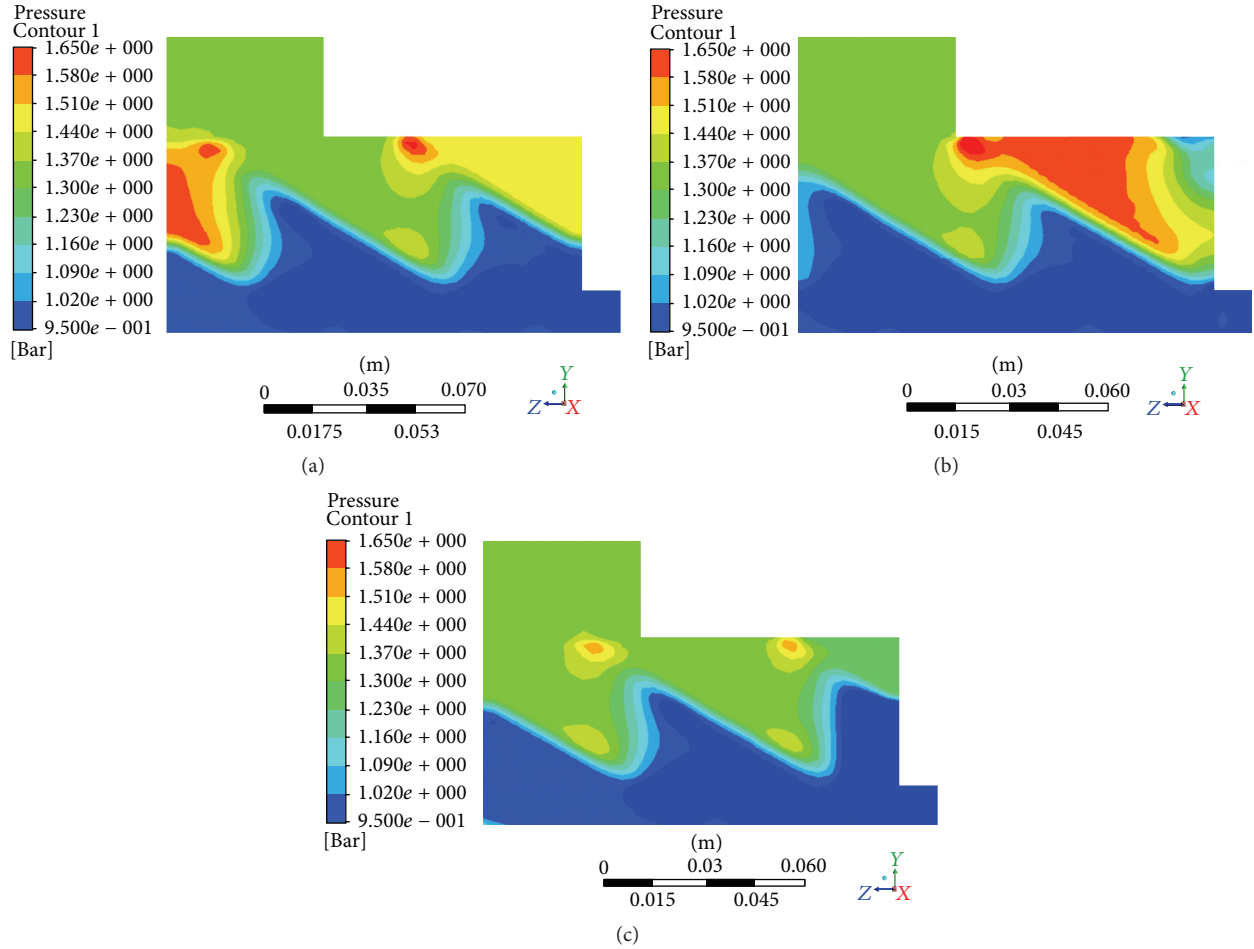 Pressure
Contour 1
1.650e + 000
1.580e + 000
1.510e + 000
1.440e + 000
1.370e + 000
1.300e + 000
1.230e + 000
1.160e + 000
1.090e + 000
1.020e + 000
9.500e − 001
[Bar]
(m)
0 0.035 0.070
0.0175 0.053
Y
Z X
(a)
Pressure
Contour 1
1.650e + 000
1.580e + 000
1.510e + 000
1.440e + 000
1.370e + 000
1.300e + 000
1.230e + 000
1.160e + 000
1.090e + 000
1.020e + 000
9.500e − 001
[Bar]
(m)
0 0.03 0.060
0.015 0.045
Y
Z X
(b)
Pressure
Contour 1
1.650e + 000
1.580e + 000
1.510e + 000
1.440e + 000
1.370e + 000
1.300e + 000
1.230e + 000
1.160e + 000
1.090e + 000
1.020e + 000
9.500e − 001
[Bar]
(m)
0 0.03 0.060
0.015 0.045
Y
Z X
(c)